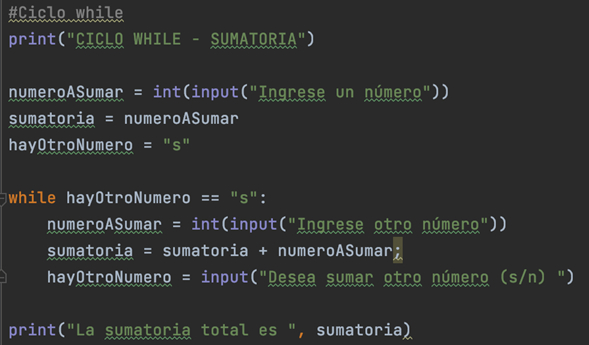 #Ciclo while
print("CICLO WHILE - SUMATORIA")
numeroASumar = int(input("Ingrese un número"))
sumatoria = numeroASumar
hayOtroNumero = "s"
while hayOtroNumero == "s":
numeroASumar = int(input("Ingrese otro número"))
sumatoria = sumatoria + numeroASumar;
hayOtroNumero = input("Desea sumar otro número (s/n) ")
print("La sumatoria total es ", sumatoria)